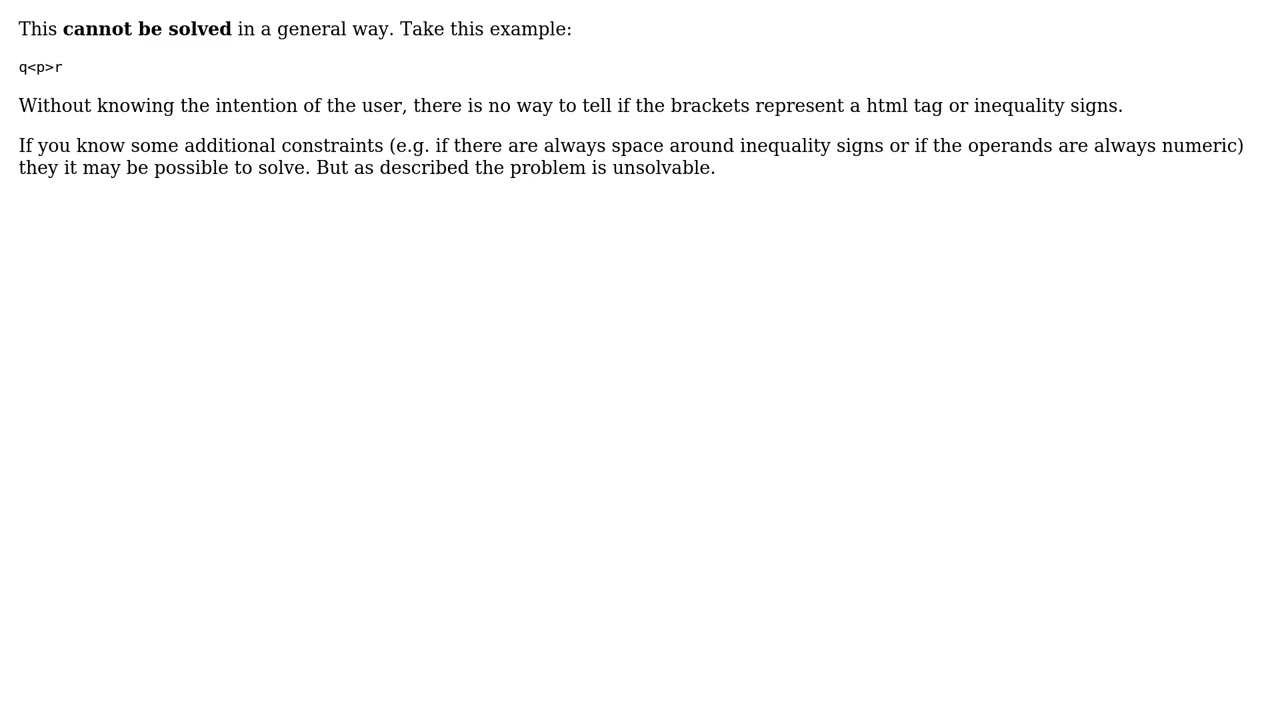 This cannot be solved in a general way. Take this example:
q<p>r
Without knowing the intention of the user, there is no way to tell if the brackets represent a html tag or inequality signs.
If you know some additional constraints (e.g. if there are always space around inequality signs or if the operands are always numeric)
they it may be possible to solve. But as described the problem is unsolvable.